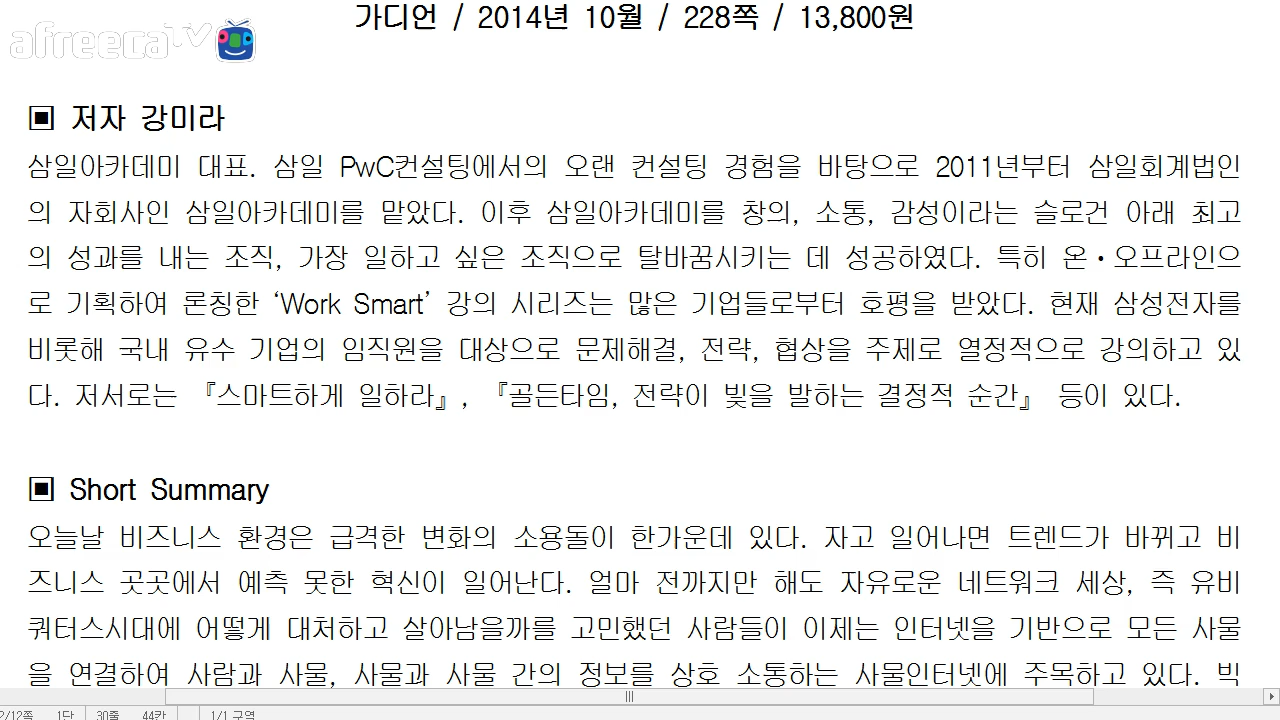 가디언 / 2014년 10월 / 228쪽 / 13,800원
afreecaTV
▣ 저자 강미라
삼일아카데미 대표. 삼일 PwC컨설팅에서의 오랜 컨설팅 경험을 바탕으로 2011년부터 삼일회계법인
의 자회사인 삼일아카데미를 맡았다. 이후 삼일아카데미를 창의, 소통, 감성이라는 슬로건 아래 최고
의 성과를 내는 조직, 가장 일하고 싶은 조직으로 탈바꿈시키는 데 성공하였다. 특히 온•오프라인으
로 기획하여 론칭한 ‘Work Smart’ 강의 시리즈는 많은 기업들로부터 호평을 받았다. 현재 삼성전자를
비롯해 국내 유수 기업의 임직원을 대상으로 문제해결, 전략, 협상을 주제로 열정적으로 강의하고 있
다. 저서로는 『스마트하게 일하라』, 『골든타임, 전략이 빛을 발하는 결정적 순간』 등이 있다.
▣ Short Summary
오늘날 비즈니스 환경은 급격한 변화의 소용돌이 한가운데 있다. 자고 일어나면 트렌드가 바뀌고 비
즈니스 곳곳에서 예측 못한 혁신이 일어난다. 얼마 전까지만 해도 자유로운 네트워크 세상, 즉 유비
쿼터스시대에 어떻게 대처하고 살아남을까를 고민했던 사람들이 이제는 인터넷을 기반으로 모든 사물
을 연결하여 사람과 사물, 사물과 사물 간의 정보를 상호 소통하는 사물인터넷에 주목하고 있다. 빅
2/12쪽 1단 30줄 44칸 1/1 구역